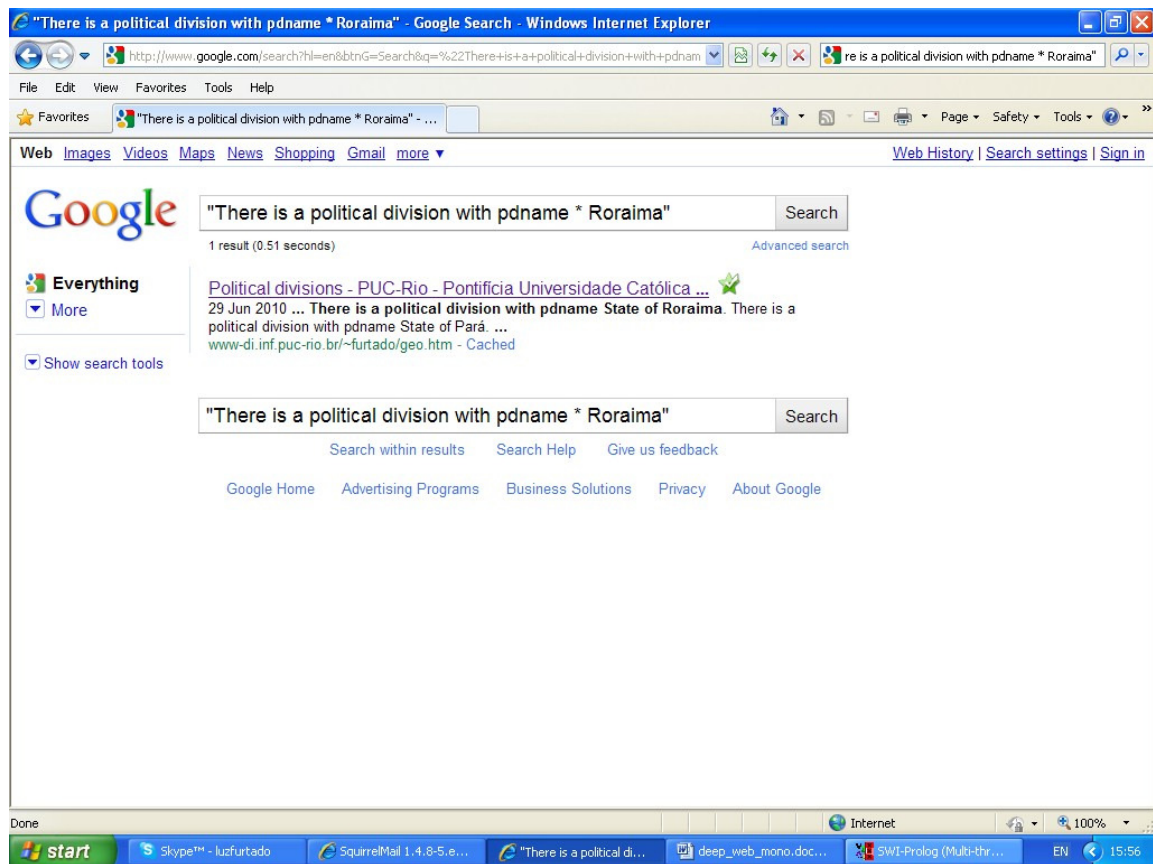 "There is a political division with pdname * Roraima" - Google Search - Windows Internet Explorer
http://www.google.com/search?hl=en&btnG=Search&q=%22There+is+a+political+division+with+pdnam
re is a political division with pdname * Roraima"
File Edit View Favorites Tools Help
Favorites "There is a political division with pdname * Roraima" - ... Page Safety Tools »
Web Images Videos Maps News Shopping Gmail more ▼ Web History | Search settings | Sign in
Google "There is a political division with pdname * Roraima" Search
1 result (0.51 seconds) Advanced search
Everything
More
Show search tools
Political divisions - PUC-Rio - Pontifícia Universidade Católica ...
29 Jun 2010 ... There is a political division with pdname State of Roraima. There is a
political division with pdname State of Pará. ...
www-di.inf.puc-rio.br/~furtado/geo.htm - Cached
"There is a political division with pdname * Roraima" Search
Search within results Search Help Give us feedback
Google Home Advertising Programs Business Solutions Privacy About Google
Done Internet 100%
start Skype™ - luzfurtado SquirrelMail 1.4.8-5.e... "There is a political di... deep_web_mono.doc... SWI-Prolog (Multi-thr... EN 15:56